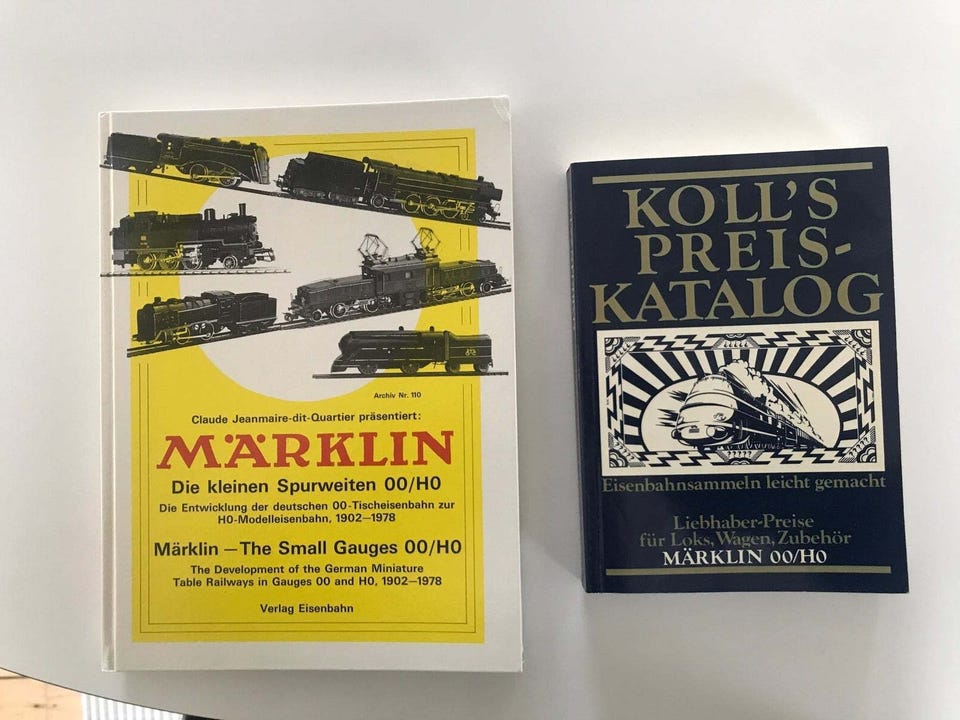 Archiv Nr. 110
Claude Jeanmaire-dit-Quartier präsentiert:
MÄRKLIN
Die kleinen Spurweiten 00/H0
Die Entwicklung der deutschen 00-Tischeisenbahn zur
H0-Modelleisenbahn, 1902—1978
Märklin — The Small Gauges 00/H0
The Development of the German Miniature
Table Railways in Gauges 00 and H0, 1902—1978
Verlag Eisenbahn
KOLL'S
PREIS-
KATALOG
Eisenbahnsammeln leicht gemacht
Liebhaber-Preise
für Loks, Wagen, Zubehör
MÄRKLIN 00/H0